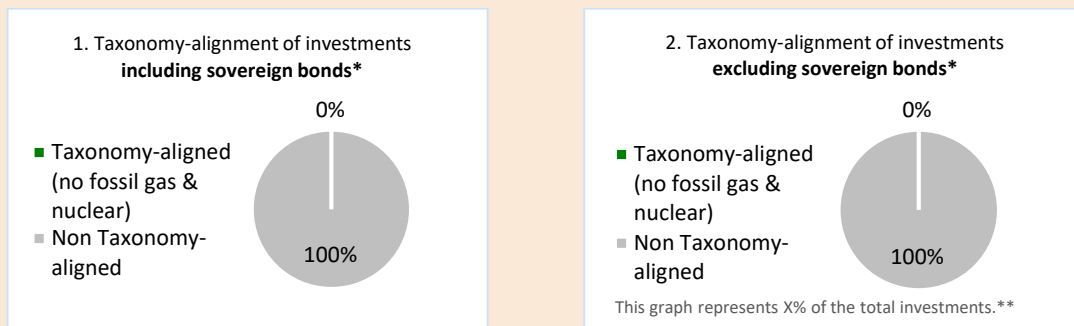 1. Taxonomy-alignment of investments
including sovereign bonds*
0%
Taxonomy-aligned
(no fossil gas &
nuclear)
Non Taxonomy-
aligned
100%
2. Taxonomy-alignment of investments
excluding sovereign bonds*
0%
Taxonomy-aligned
(no fossil gas &
nuclear)
Non Taxonomy-
aligned
100%
This graph represents X% of the total investments.**